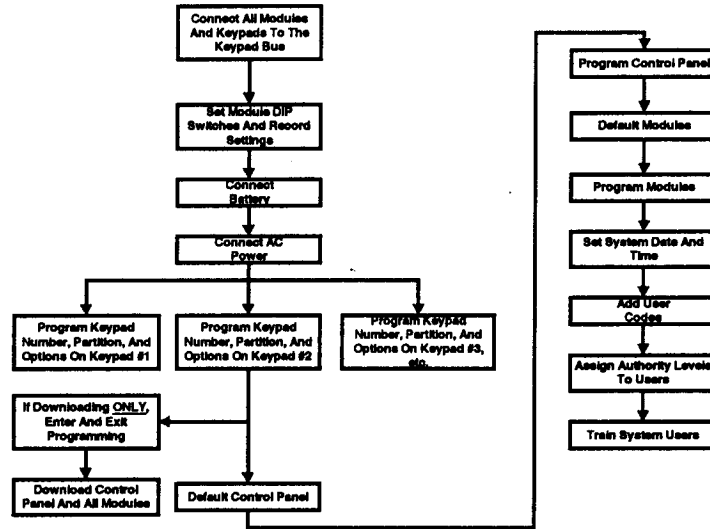 Connect All Modules
And Keypads To The
Keypad Bus
Set Module DIP
Switches And Record
Settings
Connect
Battery
Connect AC
Power
Program Keypad
Number, Partition, And
Options On Keypad #1
Program Keypad
Number, Partition, And
Options On Keypad #2
Program Keypad
Number, Partition, And
Options On Keypad #3,
etc.
If Downloading ONLY,
Enter And Exit
Programming
Download Control
Panel And All Modules
Default Control Panel
Program Control Panel
Default Modules
Program Modules
Set System Date And
Time
Add User
Codes
Assign Authority Levels
To Users
Train System Users